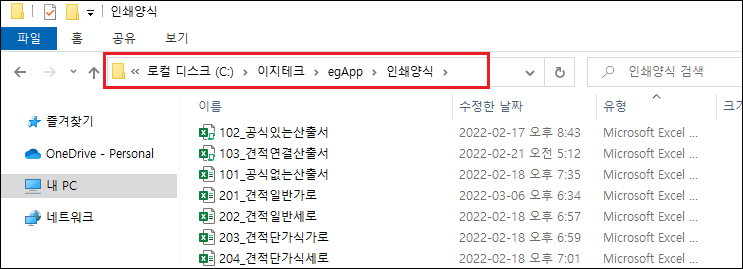 인쇄양식
파일 홈 공유 보기
« 로컬 디스크 (C:) > 이지테크 > egApp > 인쇄양식 > 인쇄양식 검색
이름 수정한 날짜 유형 크기
즐겨찾기
OneDrive - Personal
내 PC
네트워크
102_공식있는산출서 2022-02-17 오후 8:43 Microsoft Excel ...
103_견적연결산출서 2022-02-21 오전 5:12 Microsoft Excel ...
101_공식없는산출서 2022-02-18 오후 7:35 Microsoft Excel ...
201_견적일반가로 2022-03-06 오후 6:34 Microsoft Excel ...
202_견적일반세로 2022-02-18 오후 6:57 Microsoft Excel ...
203_견적단가식가로 2022-02-18 오후 6:59 Microsoft Excel ...
204_견적단가식세로 2022-02-18 오후 7:01 Microsoft Excel ...